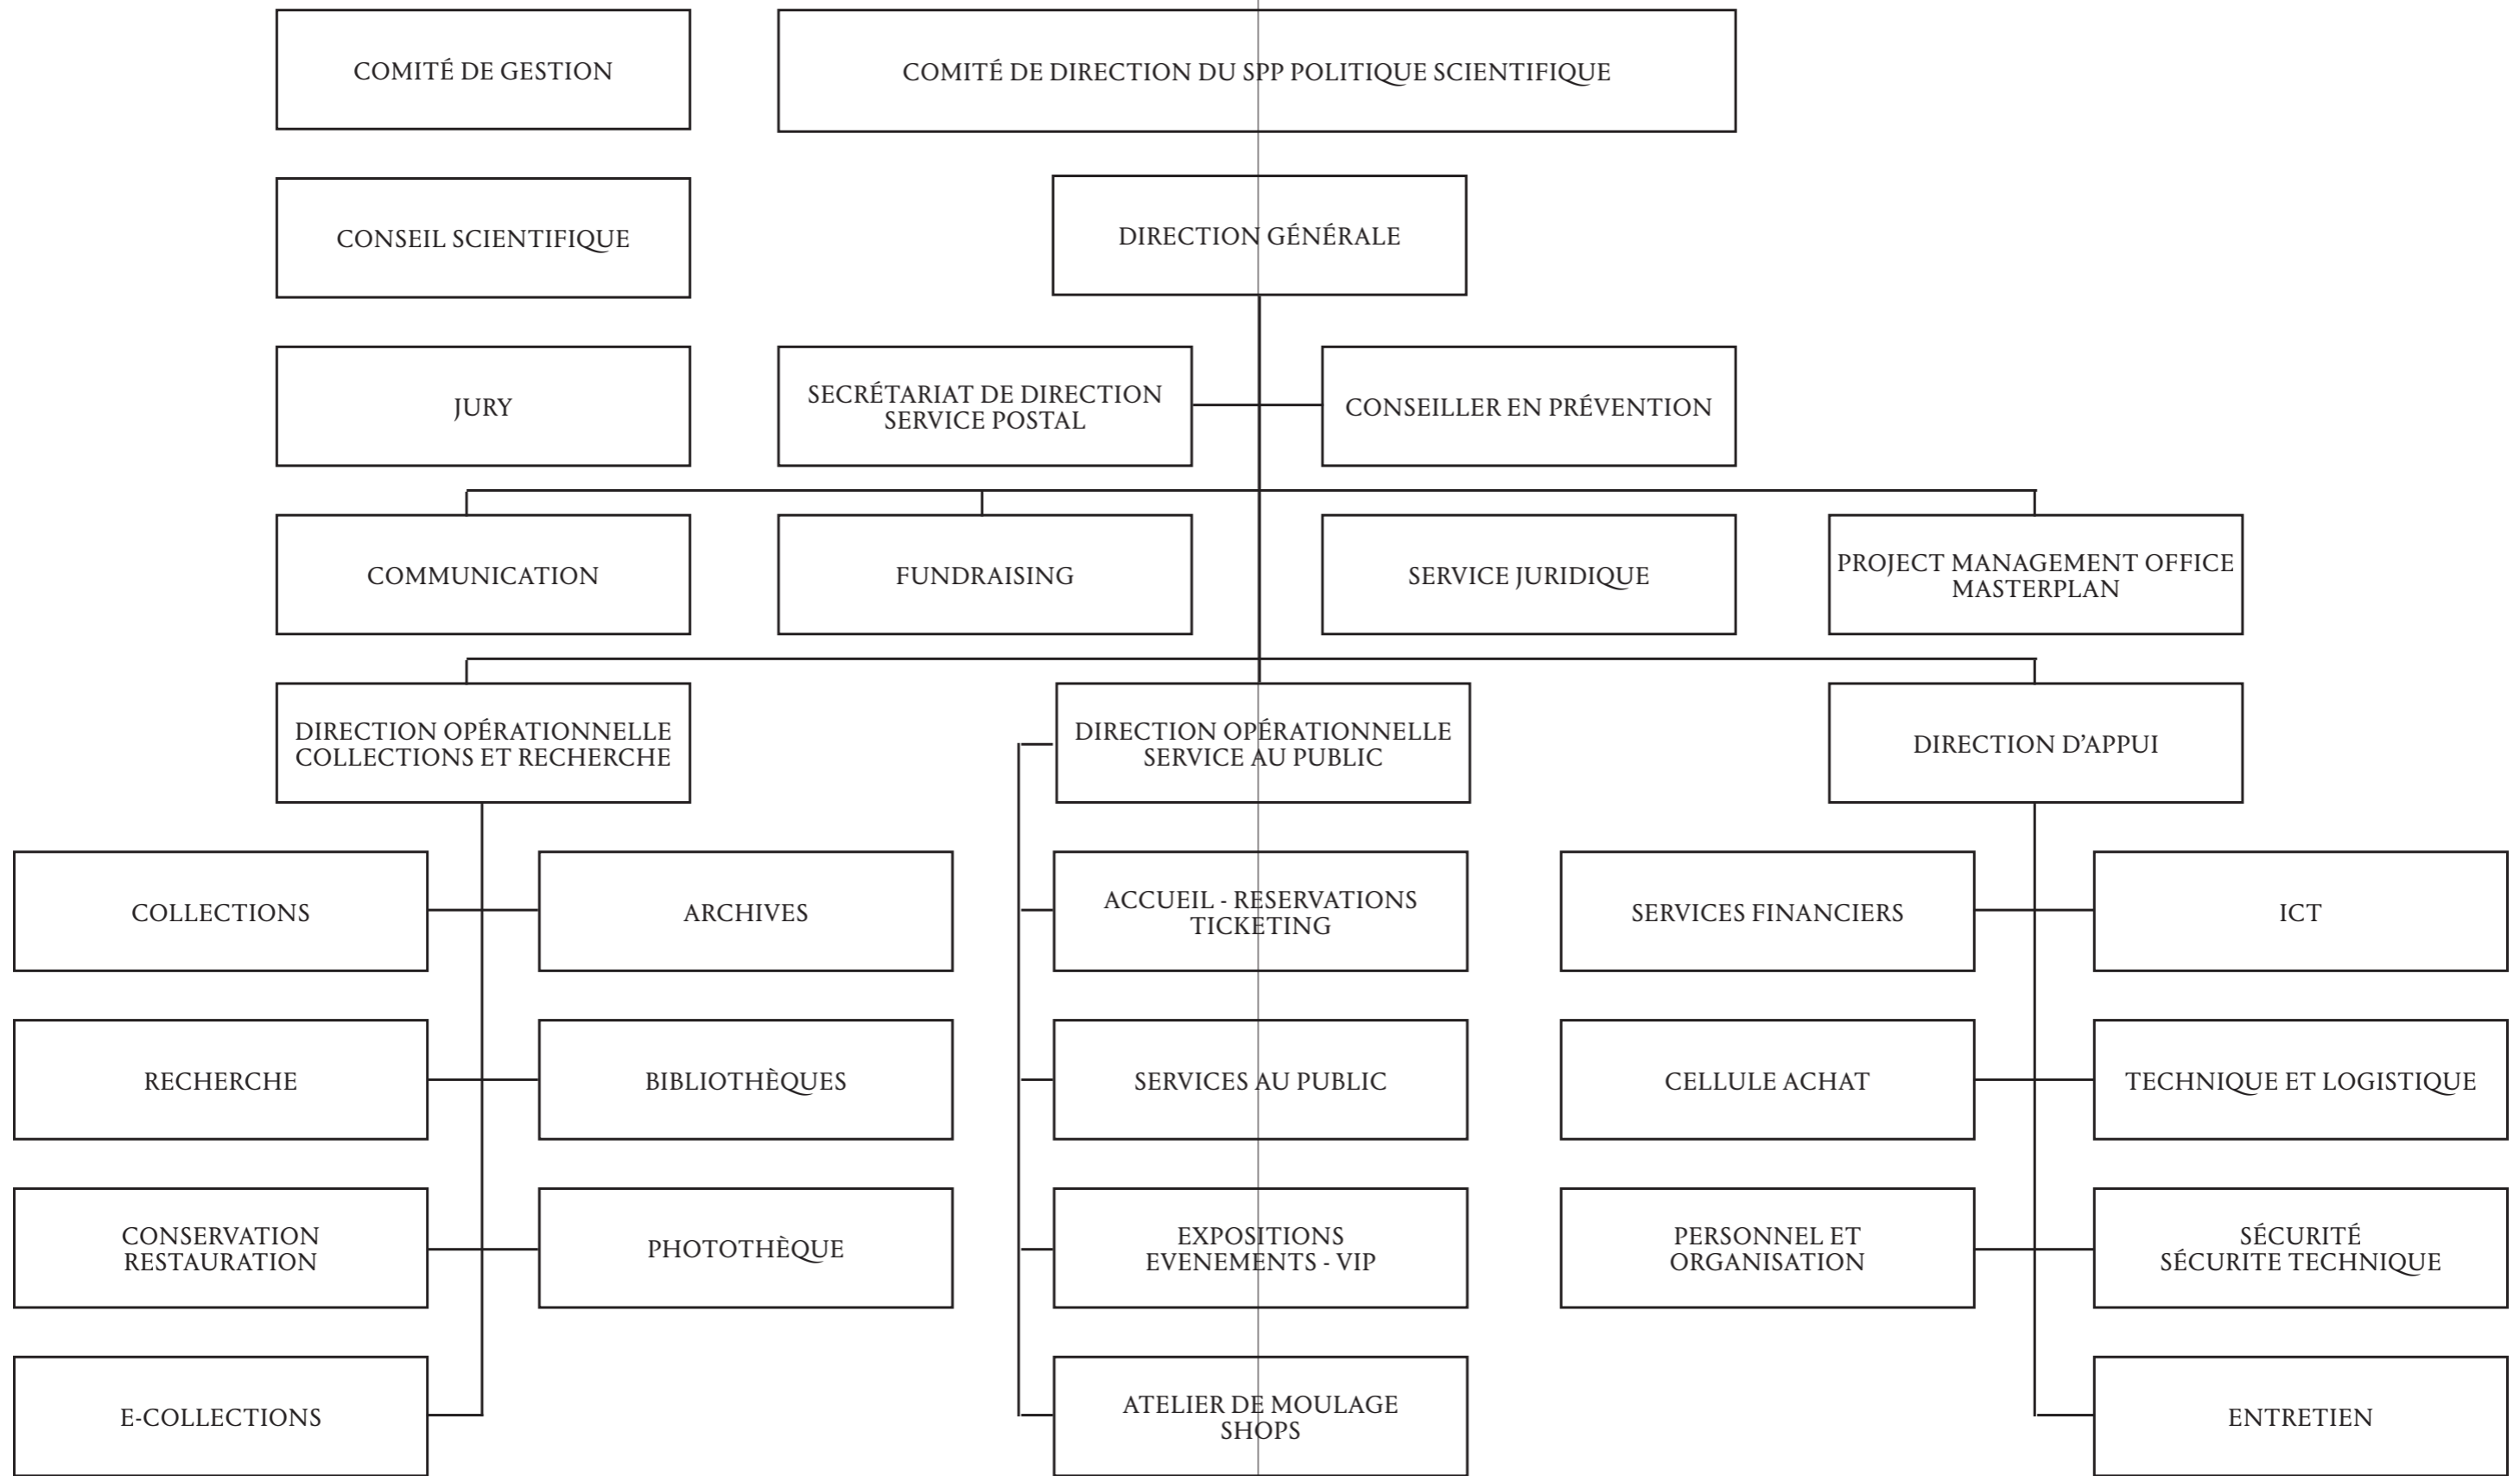 COMITÉ DE GESTION
COMITÉ DE DIRECTION DU SPP POLITIQUE SCIENTIFIQUE
CONSEIL SCIENTIFIQUE
DIRECTION GÉNÉRALE
JURY
SECRÉTARIAT DE DIRECTION
SERVICE POSTAL
CONSEILLER EN PRÉVENTION
COMMUNICATION
FUNDRAISING
SERVICE JURIDIQUE
PROJECT MANAGEMENT OFFICE
MASTERPLAN
DIRECTION OPÉRATIONNELLE
COLLECTIONS ET RECHERCHE
DIRECTION OPÉRATIONNELLE
SERVICE AU PUBLIC
DIRECTION D'APPUI
COLLECTIONS
ARCHIVES
ACCUEIL - RESERVATIONS
TICKETING
SERVICES FINANCIERS
ICT
RECHERCHE
BIBLIOTHÈQUES
SERVICES AU PUBLIC
CELLULE ACHAT
TECHNIQUE ET LOGISTIQUE
CONSERVATION
RESTAURATION
PHOTOTHÈQUE
EXPOSITIONS
EVENEMENTS - VIP
PERSONNEL ET
ORGANISATION
SÉCURITÉ
SÉCURITE TECHNIQUE
E-COLLECTIONS
ATELIER DE MOULAGE
SHOPS
ENTRETIEN